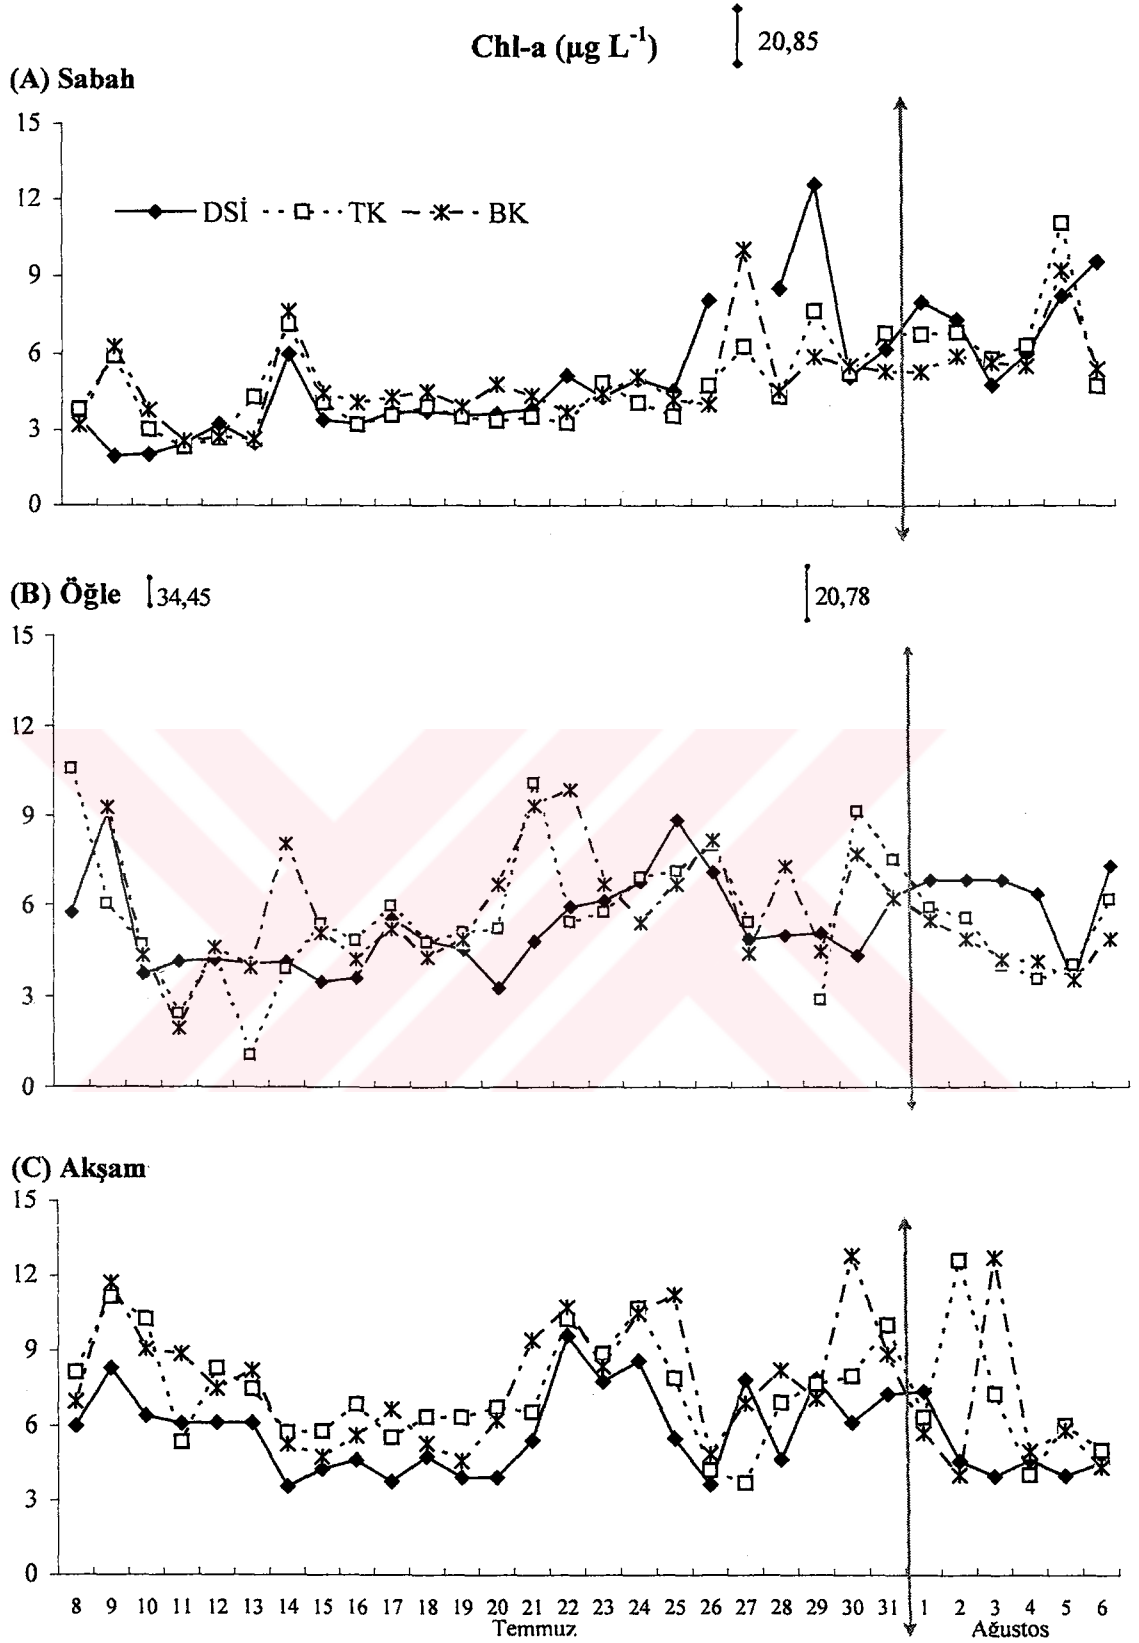 Chl-a (µg L-1)
20,85
(A) Sabah
15
12
9
6
3
0
DSİ TK BK
(B) Öğle 34,45 20,78
15
12
9
6
3
0
(C) Akşam
15
12
9
6
3
0
8 9 10 11 12 13 14 15 16 17 18 19 20 21 22 23 24 25 26 27 28 29 30 31 1 2 3 4 5 6
Temmuz Ağustos